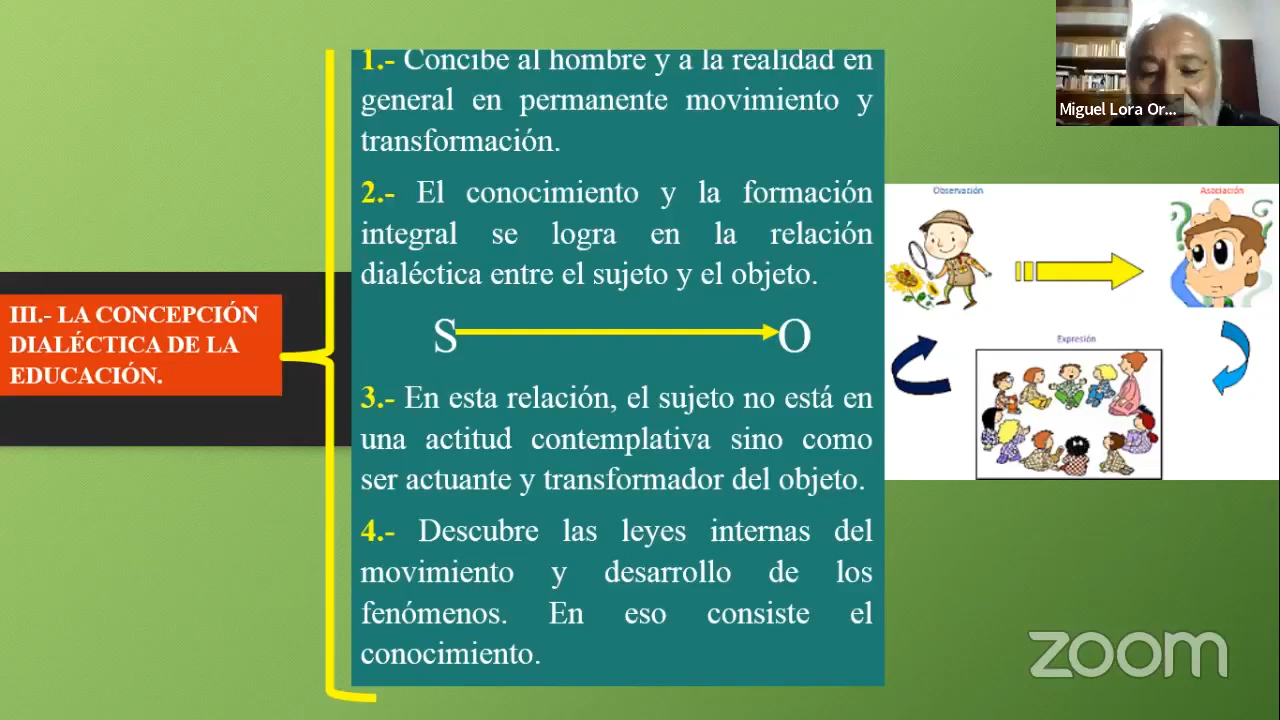 III.- LA CONCEPCIÓN
DIALÉCTICA DE LA
EDUCACIÓN.
1.- Concibe al hombre y a la realidad en
general en permanente movimiento y
transformación.
2.- El conocimiento y la formación
integral se logra en la relación
dialéctica entre el sujeto y el objeto.
S O
3.- En esta relación, el sujeto no está en
una actitud contemplativa sino como
ser actuante y transformador del objeto.
4.- Descubre las leyes internas del
movimiento y desarrollo de los
fenómenos. En eso consiste el
conocimiento.
Miguel Lora Or...
Observación
Asociación
Expresión
zoom